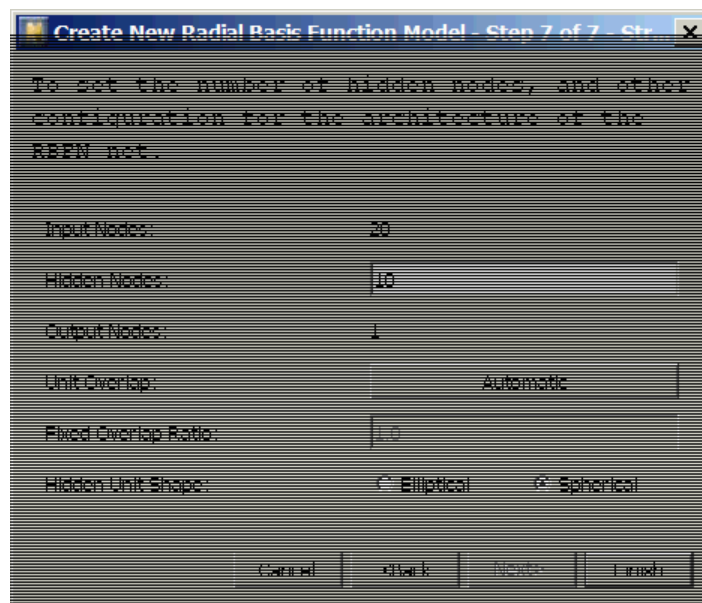 Create New Radial Basis Function Model - Step 7 of 7 - Str...
To set the number of hidden nodes, and other
configuration for the architecture of the
RBFN net.
Input Nodes: 20
Hidden Nodes: 10
Output Nodes: 1
Unit Overlap: Automatic
Fixed Overlap Ratio: 1.0
Hidden Unit Shape: Elliptical Spherical
Cancel <Back Next> Finish